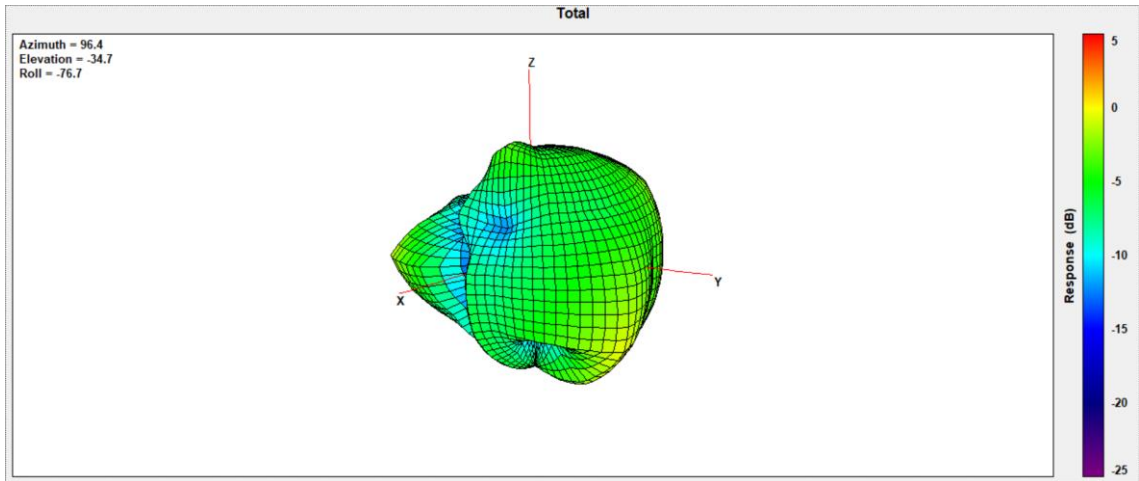 Total
Azimuth = 96.4
Elevation = -34.7
Roll = -76.7
Z
Y
X
5
0
-5
-10
-15
-20
-25
Response (dB)